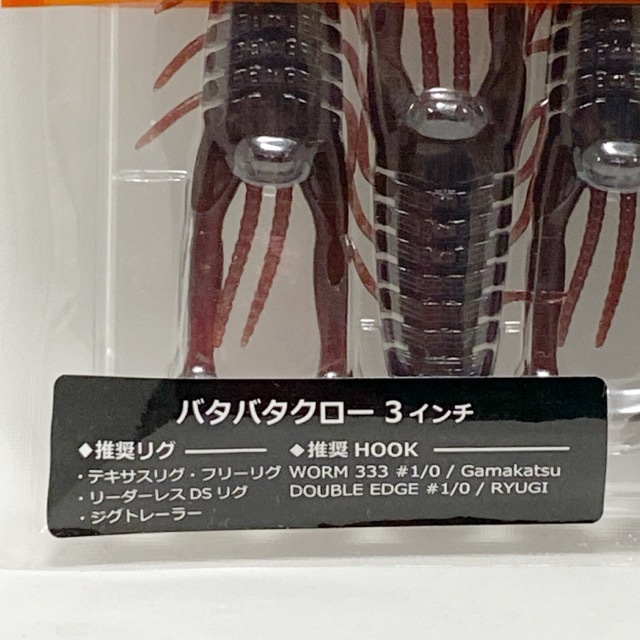 バタバタクロー 3 インチ
◆推奨リグ
・テキサスリグ・フリーリグ
・リーダーレス DS リグ
・ジグトレーラー
◆推奨 HOOK
WORM 333 #1/0 / Gamakatsu
DOUBLE EDGE #1/0 / RYUGI